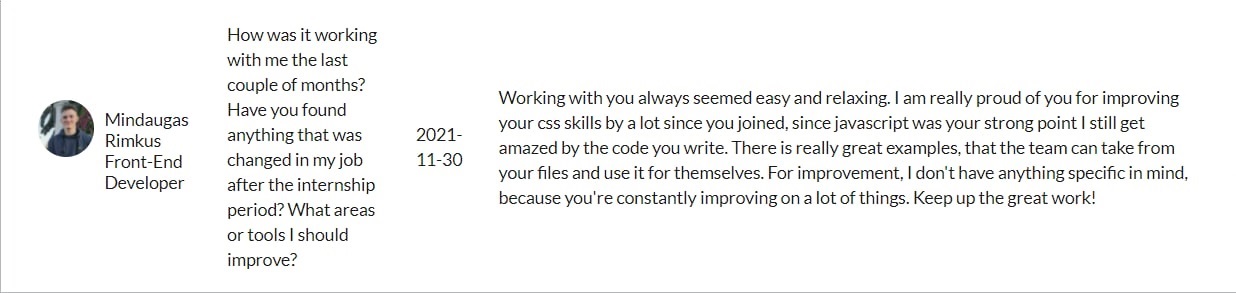 Mindaugas
Rimkus
Front-End
Developer
How was it working
with me the last
couple of months?
Have you found
anything that was
changed in my job
after the internship
period? What areas
or tools I should
improve?
2021-
11-30
Working with you always seemed easy and relaxing. I am really proud of you for improving
your css skills by a lot since you joined, since javascript was your strong point I still get
amazed by the code you write. There is really great examples, that the team can take from
your files and use it for themselves. For improvement, I don't have anything specific in mind,
because you're constantly improving on a lot of things. Keep up the great work!